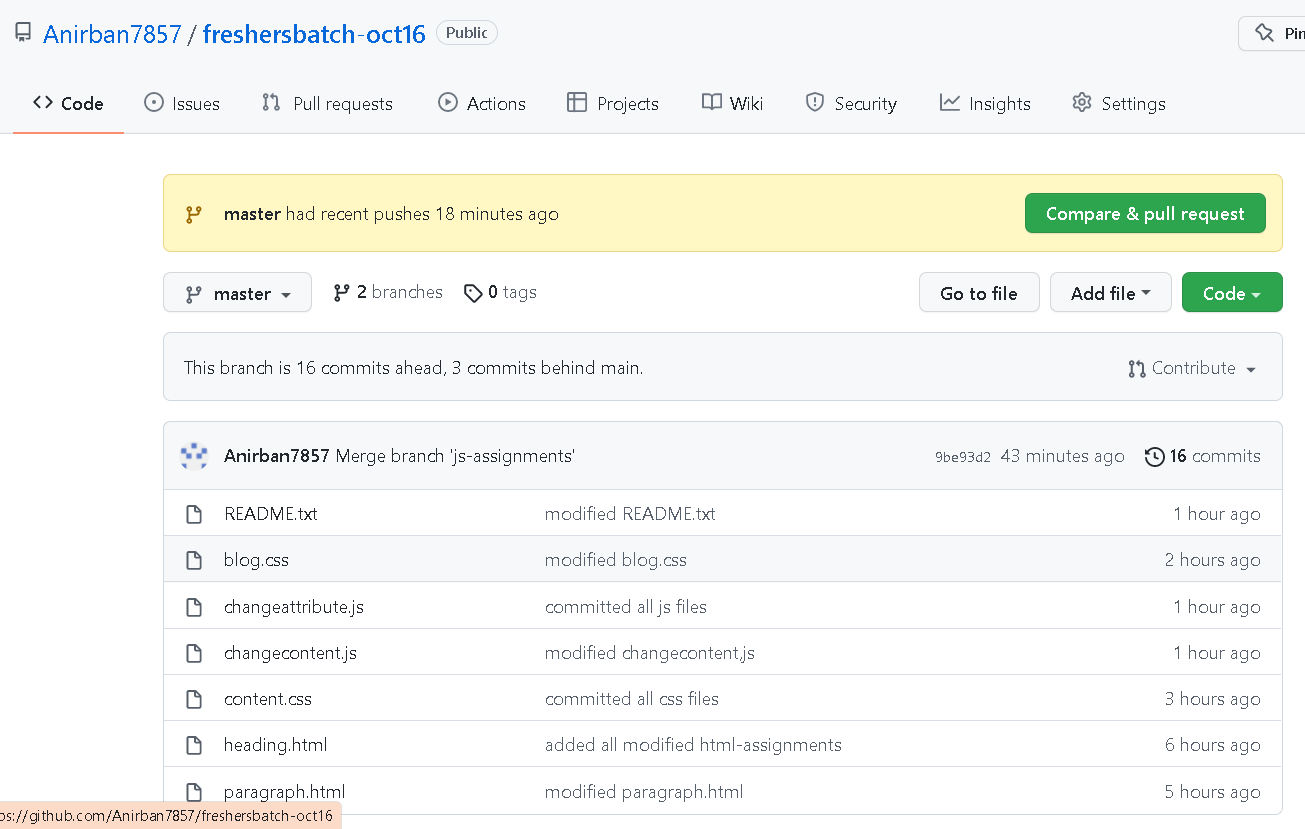 Anirban7857 / freshersbatch-oct16 Public
Code Issues Pull requests Actions Projects Wiki Security Insights Settings
master had recent pushes 18 minutes ago Compare & pull request
master 2 branches 0 tags Go to file Add file Code
This branch is 16 commits ahead, 3 commits behind main. Contribute
Anirban7857 Merge branch 'js-assignments' 9be93d2 43 minutes ago 16 commits
README.txt modified README.txt 1 hour ago
blog.css modified blog.css 2 hours ago
changeattribute.js committed all js files 1 hour ago
changecontent.js modified changecontent,js 1 hour ago
content.css committed all css files 3 hours ago
heading.html added all modified html-assignments 6 hours ago
paragraph.html modified paragraph.html 5 hours ago
ps://github.com/Anirban7857/freshersbatch-oct16